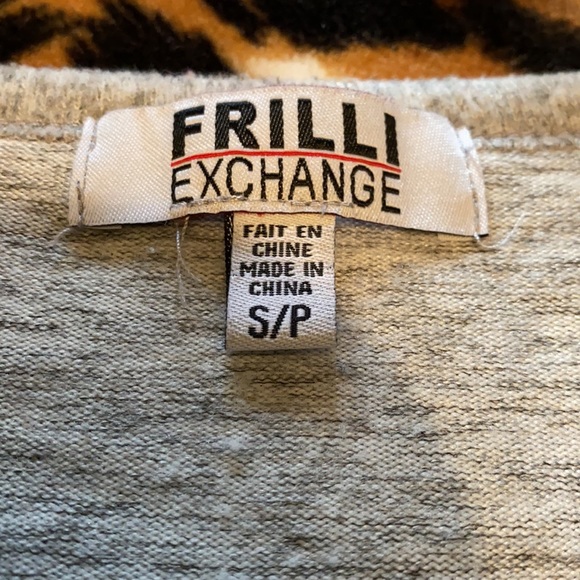 FRILLI
EXCHANGE
FAIT EN
CHINE
MADE IN
CHINA
S/P